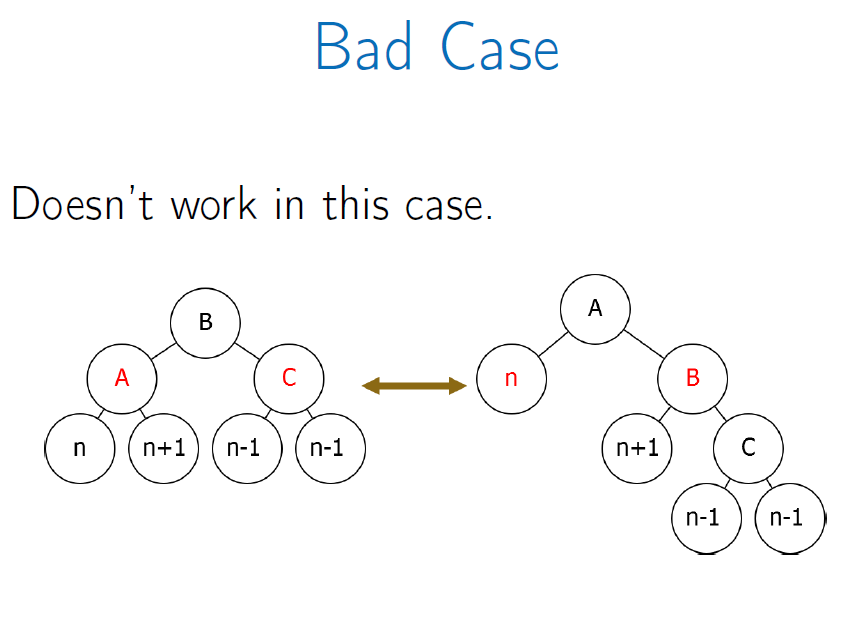 Bad Case
Doesn't work in this case.
B
A
C
n
n+1
n-1
n-1
A
n
B
n+1
C
n-1
n-1